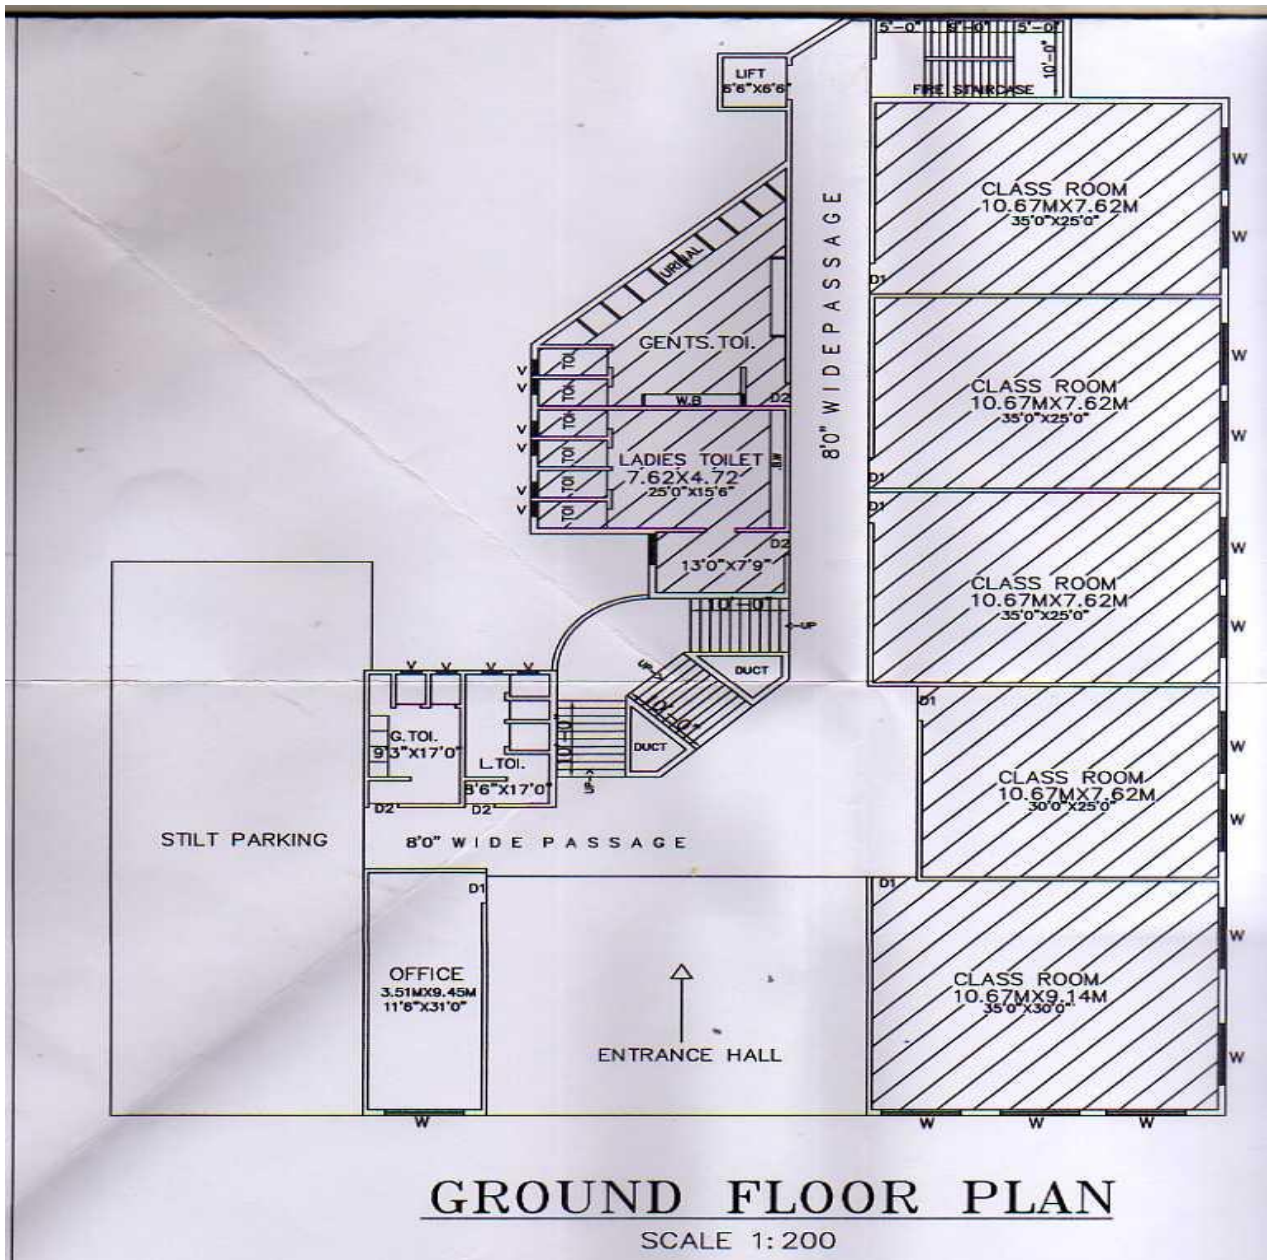 5'-0" 9'-0" 5'-0"
10'-0"
FIRE STAIRCASE
LIFT
6'6"X6'6"
CLASS ROOM
10.67MX7.62M
35'0"X25'0"
W
W
D1
URINAL
8'0" WIDE PASSAGE
GENTS.TOI.
TOI
TOI
V
V
W.B
D2
CLASS ROOM
10.67MX7.62M
35'0"X25'0"
W
W
D1
TOI
TOI
TOI
TOI
V
V
V
V
LADIES TOILET
7.62X4.72
25'0"X15'6"
W.B
D2
13'0"X7'9"
D1
CLASS ROOM
10.67MX7.62M
35'0"X25'0"
W
W
10'-0"
UP
DUCT
UP
10'-0"
DUCT
10'-0"
UP
V V V V
G.TOI.
9'3"X17'0"
L.TOI.
8'6"X17'0"
D2
D2
D1
CLASS ROOM
10.67MX7.62M
30'0"X25'0"
W
W
STILT PARKING
8'0" WIDE PASSAGE
D1
D1
OFFICE
3.51MX9.45M
11'6"X31'0"
W
ENTRANCE HALL
CLASS ROOM
10.67MX9.14M
35'0"X30'0"
W
W
W W W
GROUND FLOOR PLAN
SCALE 1:200